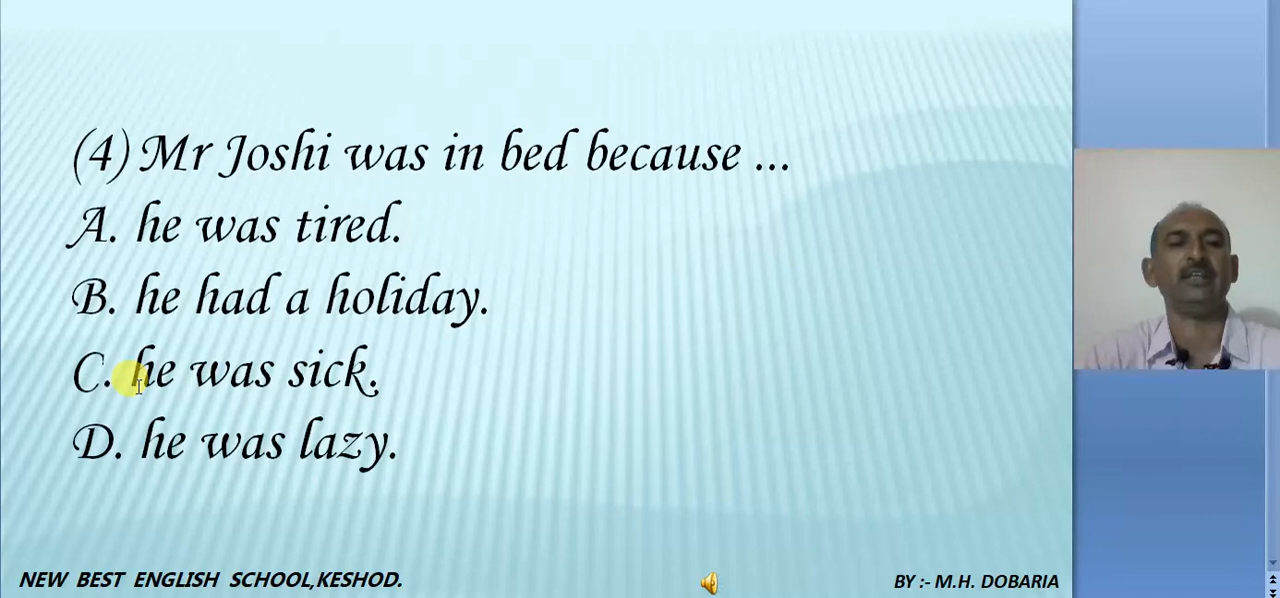 (4) Mr Joshi was in bed because ...
A. he was tired.
B. he had a holiday.
C. he was sick.
D. he was lazy.
NEW BEST ENGLISH SCHOOL,KESHOD.
BY :- M.H. DOBARIA